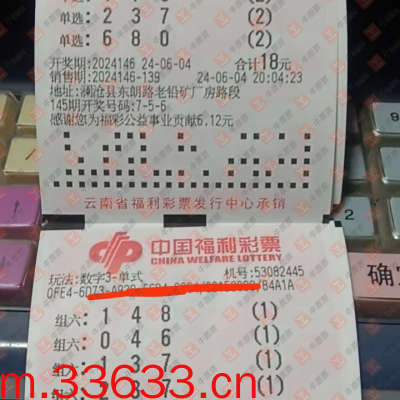 单选: 2 3 7 (2)
单选: 6 8 0 (2)
开奖期:2024146 24-06-04 合计18元
销售期:2024146-139 24-06-04 20:04:23
地址:澜沧县东朗路老铅矿厂房路段
145期开奖号码:7-5-6
感谢您为福彩公益事业贡献6.12元
云南省福利彩票发行中心承销
中国福利彩票
CHINA WELFARE LOTTERY
玩法:数字3-单式 机号:53082445
组六: 1 4 8 (1)
组六: 0 4 6 (1)
组六: 1 3 7 (1)
(1)
确定
m.33633.cn